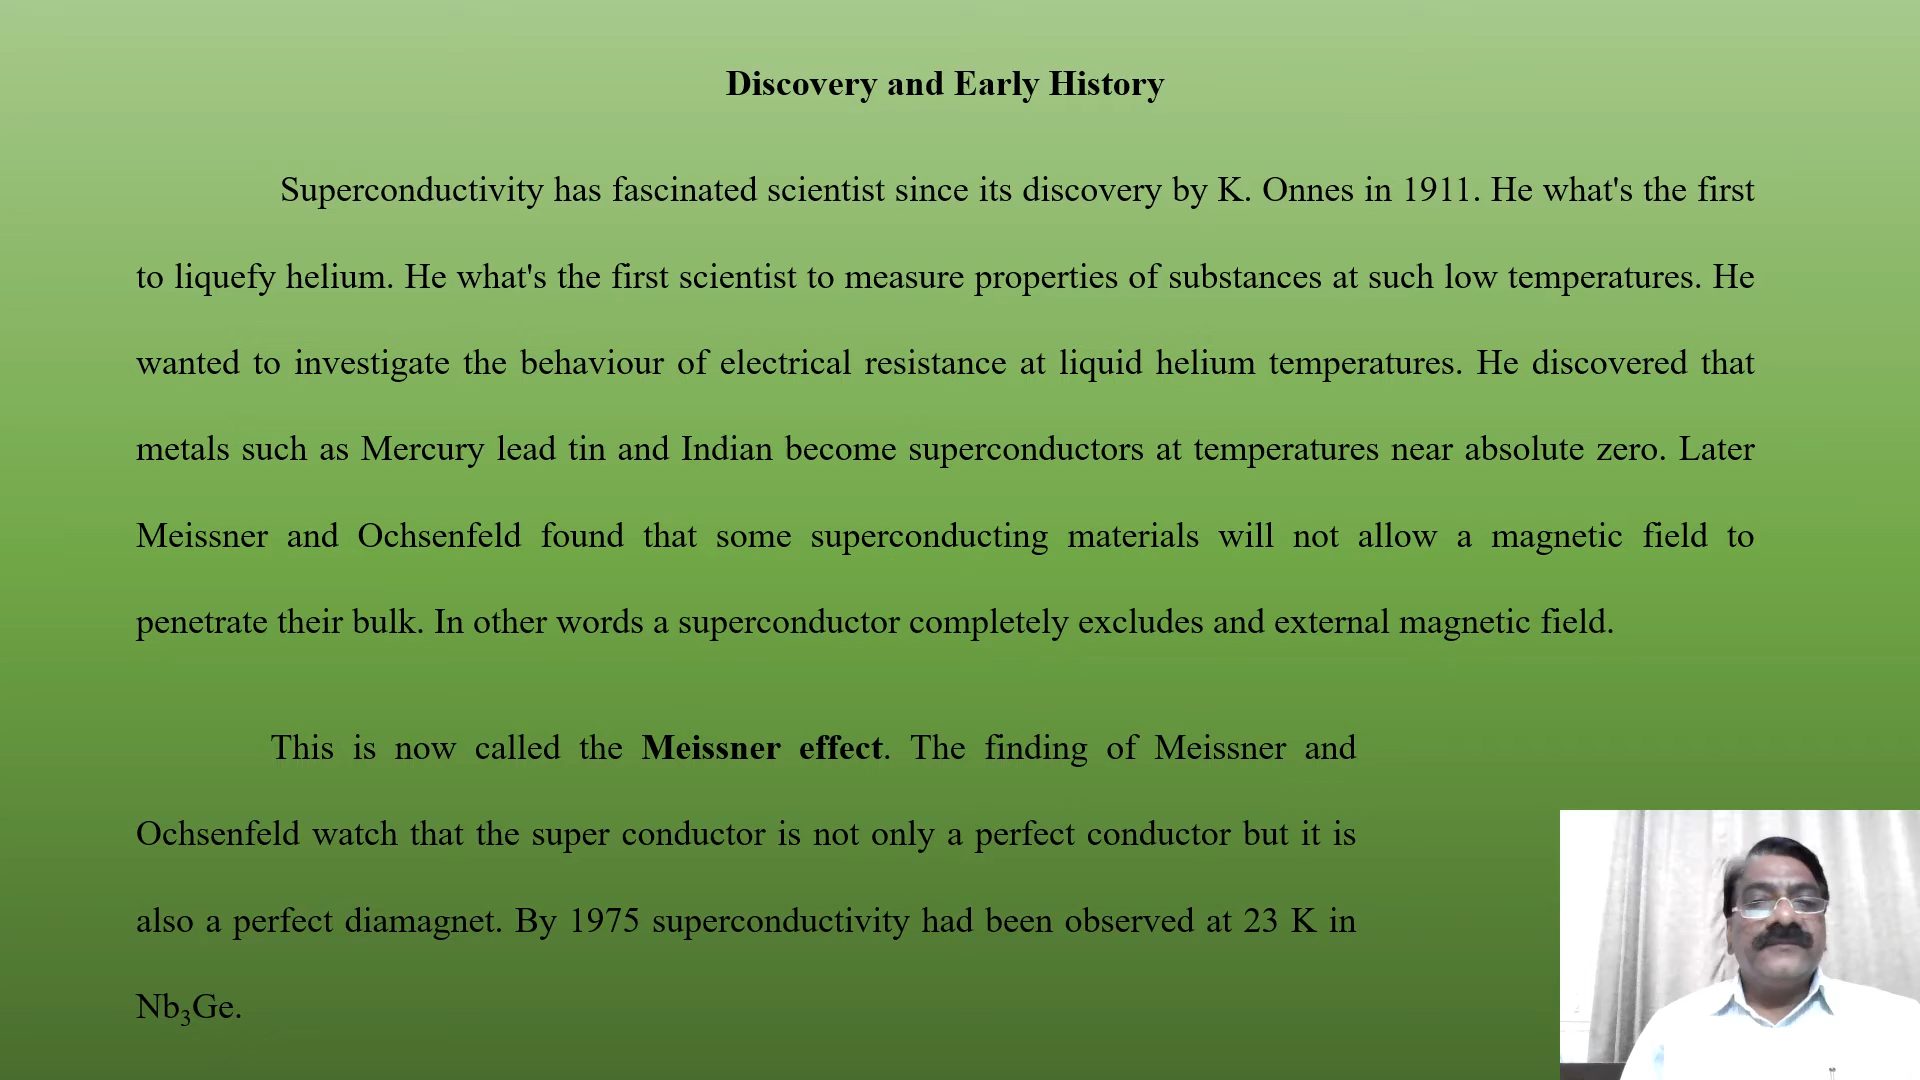 Discovery and Early History
Superconductivity has fascinated scientist since its discovery by K. Onnes in 1911. He what's the first
to liquefy helium. He what's the first scientist to measure properties of substances at such low temperatures. He
wanted to investigate the behaviour of electrical resistance at liquid helium temperatures. He discovered that
metals such as Mercury lead tin and Indian become superconductors at temperatures near absolute zero. Later
Meissner and Ochsenfeld found that some superconducting materials will not allow a magnetic field to
penetrate their bulk. In other words a superconductor completely excludes and external magnetic field.
This is now called the Meissner effect. The finding of Meissner and
Ochsenfeld watch that the super conductor is not only a perfect conductor but it is
also a perfect diamagnet. By 1975 superconductivity had been observed at 23 K in
Nb₃Ge.